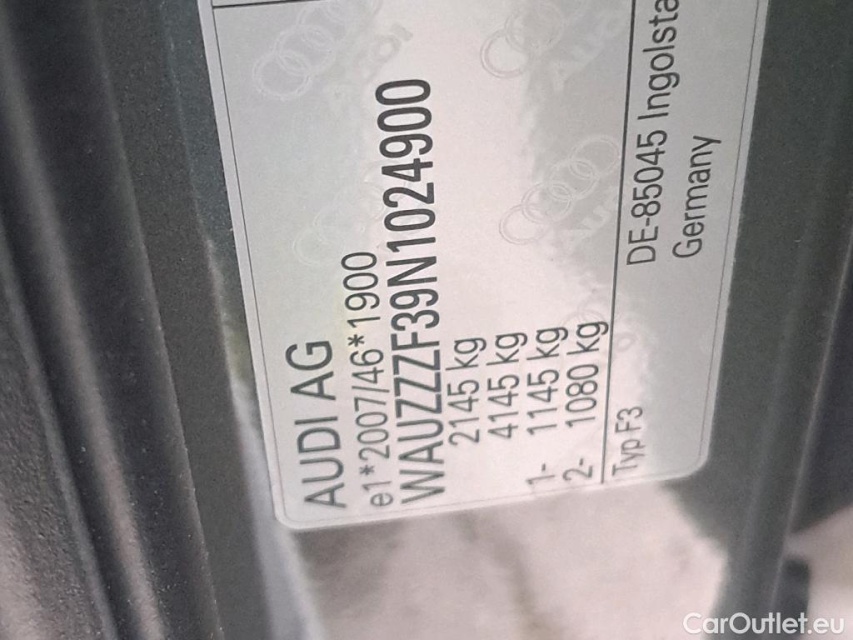 AUDI AG
e1*2007/46*1900
WAUZZZF39N1024900
2145 kg
4145 kg
1- 1145 kg
2- 1080 kg
Typ F3
DE-85045 Ingolsta
Germany
CarOutlet.eu